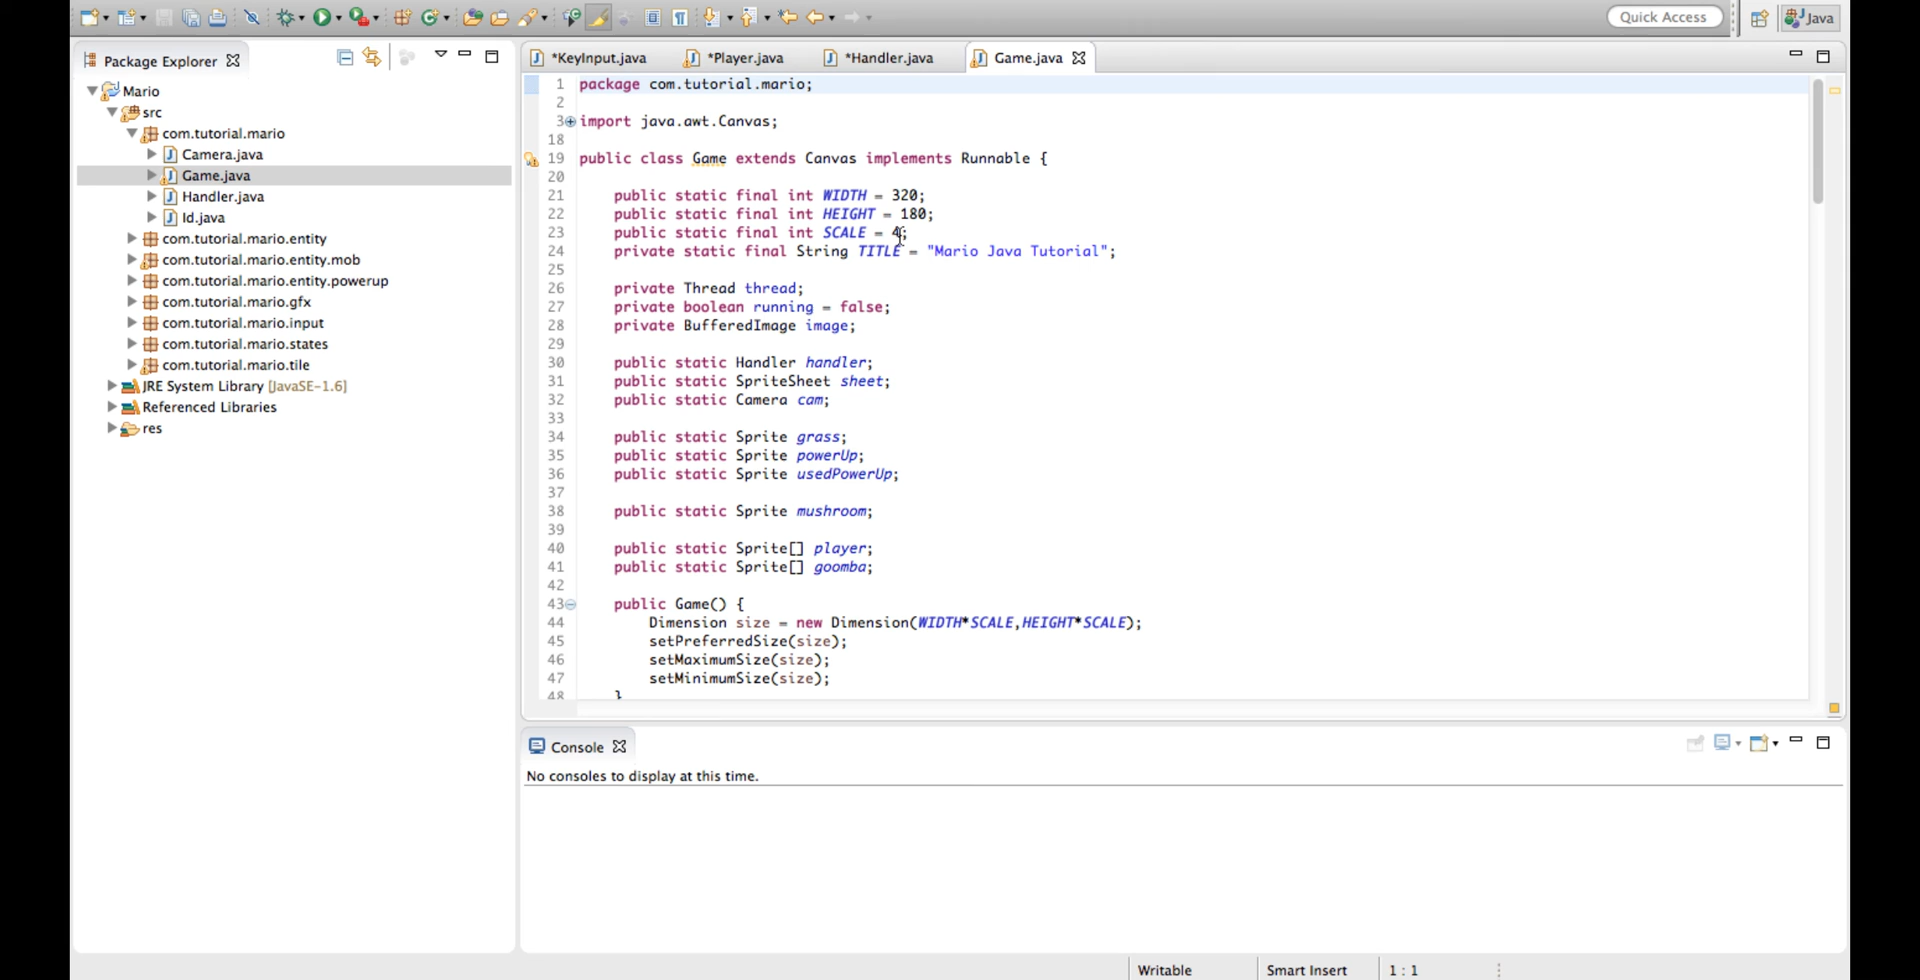 Quick Access
Java
Package Explorer
*KeyInput.java
*Player.java
*Handler.java
Game.java
Mario
src
com.tutorial.mario
Camera.java
Game.java
Handler.java
Id.java
com.tutorial.mario.entity
com.tutorial.mario.entity.mob
com.tutorial.mario.entity.powerup
com.tutorial.mario.gfx
com.tutorial.mario.input
com.tutorial.mario.states
com.tutorial.mario.tile
JRE System Library [JavaSE-1.6]
Referenced Libraries
res
1 package com.tutorial.mario;
2
3 import java.awt.Canvas;
18
19 public class Game extends Canvas implements Runnable {
20
21 public static final int WIDTH = 320;
22 public static final int HEIGHT = 180;
23 public static final int SCALE = 4;
24 private static final String TITLE = "Mario Java Tutorial";
25
26 private Thread thread;
27 private boolean running = false;
28 private BufferedImage image;
29
30 public static Handler handler;
31 public static SpriteSheet sheet;
32 public static Camera cam;
33
34 public static Sprite grass;
35 public static Sprite powerUp;
36 public static Sprite usedPowerUp;
37
38 public static Sprite mushroom;
39
40 public static Sprite[] player;
41 public static Sprite[] goomba;
42
43 public Game() {
44 Dimension size = new Dimension(WIDTH*SCALE,HEIGHT*SCALE);
45 setPreferredSize(size);
46 setMaximumSize(size);
47 setMinimumSize(size);
48 }
Console
No consoles to display at this time.
Writable
Smart Insert
1 : 1